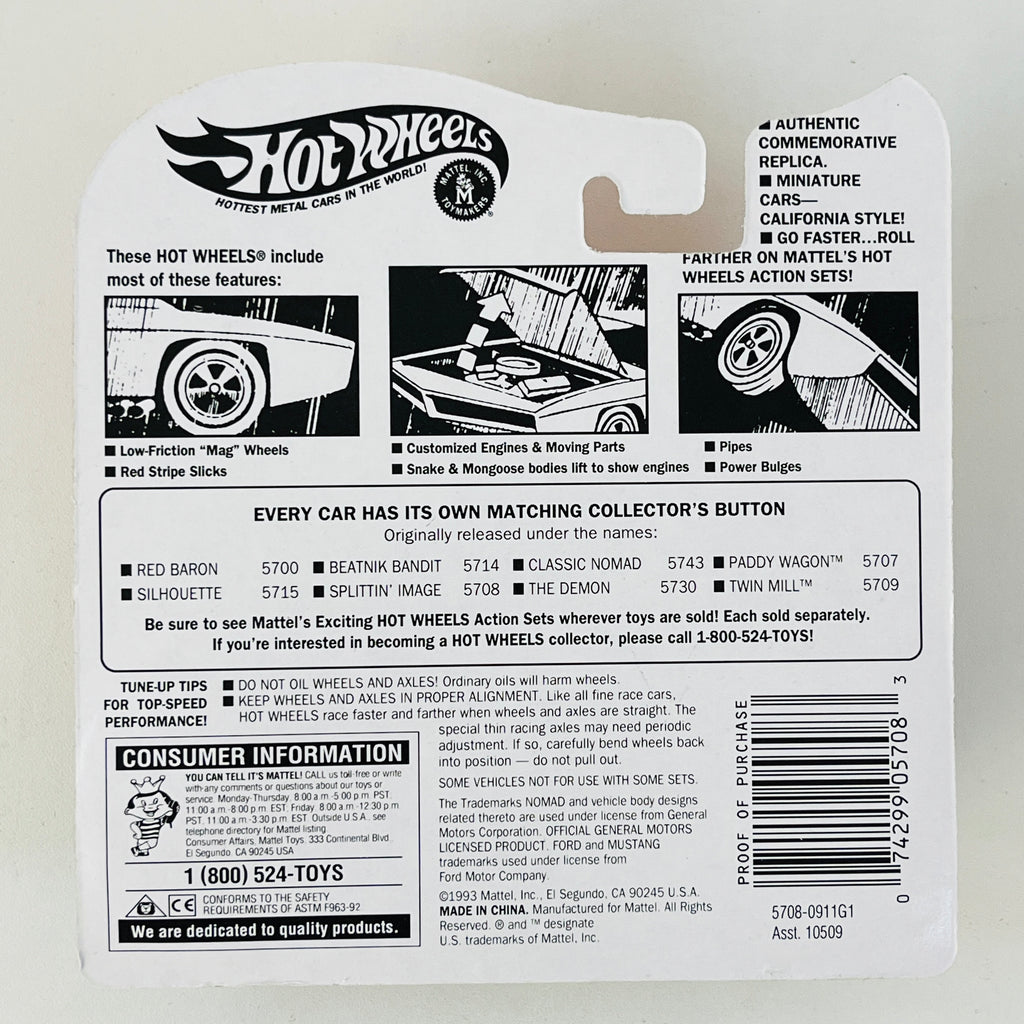 HOT WHEELS
HOTTEST METAL CARS IN THE WORLD!
MATTEL, INC.
M
TOYMAKERS
■ AUTHENTIC
COMMEMORATIVE
REPLICA.
■ MINIATURE
CARS—
CALIFORNIA STYLE!
■ GO FASTER...ROLL
FARTHER ON MATTEL'S HOT
WHEELS ACTION SETS!
These HOT WHEELS® include
most of these features:
■ Low-Friction “Mag” Wheels
■ Red Stripe Slicks
■ Customized Engines & Moving Parts
■ Snake & Mongoose bodies lift to show engines
■ Pipes
■ Power Bulges
EVERY CAR HAS ITS OWN MATCHING COLLECTOR'S BUTTON
Originally released under the names:
■ RED BARON 5700 ■ BEATNIK BANDIT 5714 ■ CLASSIC NOMAD 5743 ■ PADDY WAGON™ 5707
■ SILHOUETTE 5715 ■ SPLITTIN' IMAGE 5708 ■ THE DEMON 5730 ■ TWIN MILL™ 5709
Be sure to see Mattel's Exciting HOT WHEELS Action Sets wherever toys are sold! Each sold separately.
If you're interested in becoming a HOT WHEELS collector, please call 1-800-524-TOYS!
TUNE-UP TIPS
FOR TOP-SPEED
PERFORMANCE!
■ DO NOT OIL WHEELS AND AXLES! Ordinary oils will harm wheels.
■ KEEP WHEELS AND AXLES IN PROPER ALIGNMENT. Like all fine race cars,
HOT WHEELS race faster and farther when wheels and axles are straight. The
special thin racing axles may need periodic
adjustment. If so, carefully bend wheels back
into position — do not pull out.
SOME VEHICLES NOT FOR USE WITH SOME SETS.
The Trademarks NOMAD and vehicle body designs
related thereto are used under license from General
Motors Corporation. OFFICIAL GENERAL MOTORS
LICENSED PRODUCT. FORD and MUSTANG
trademarks used under license from
Ford Motor Company.
©1993 Mattel, Inc., El Segundo, CA 90245 U.S.A.
MADE IN CHINA. Manufactured for Mattel. All Rights
Reserved. ® and ™ designate
U.S. trademarks of Mattel, Inc.
CONSUMER INFORMATION
YOU CAN TELL IT'S MATTEL! CALL us toll-free or write
with any comments or questions about our toys or
service. Monday-Thursday, 8:00 a.m.-5:00 p.m. PST,
11:00 a.m.-8:00 p.m. EST, Friday, 8:00 a.m.-12:30 p.m.
PST, 11:00 a.m.-3:30 p.m. EST. Outside U.S.A., see
telephone directory for Mattel listing.
Consumer Affairs, Mattel Toys, 333 Continental Blvd.,
El Segundo, CA 90245 USA
1 (800) 524-TOYS
CE
CONFORMS TO THE SAFETY
REQUIREMENTS OF ASTM F963-92
We are dedicated to quality products.
PROOF OF PURCHASE
0 74299 05708 3
5708-0911G1
Asst. 10509